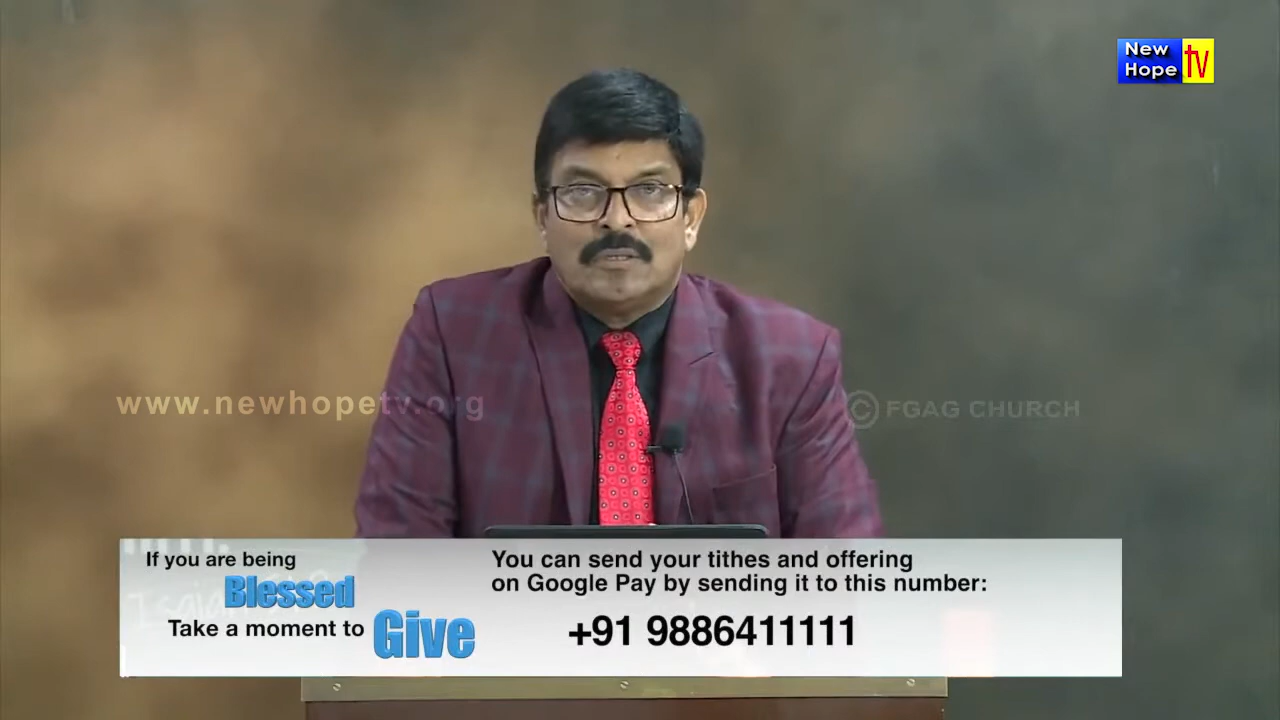 New
Hope
tv
www.newhopetv.org
© FGAG CHURCH
If you are being
Blessed
Take a moment to
Give
You can send your tithes and offering
on Google Pay by sending it to this number:
+91 9886411111